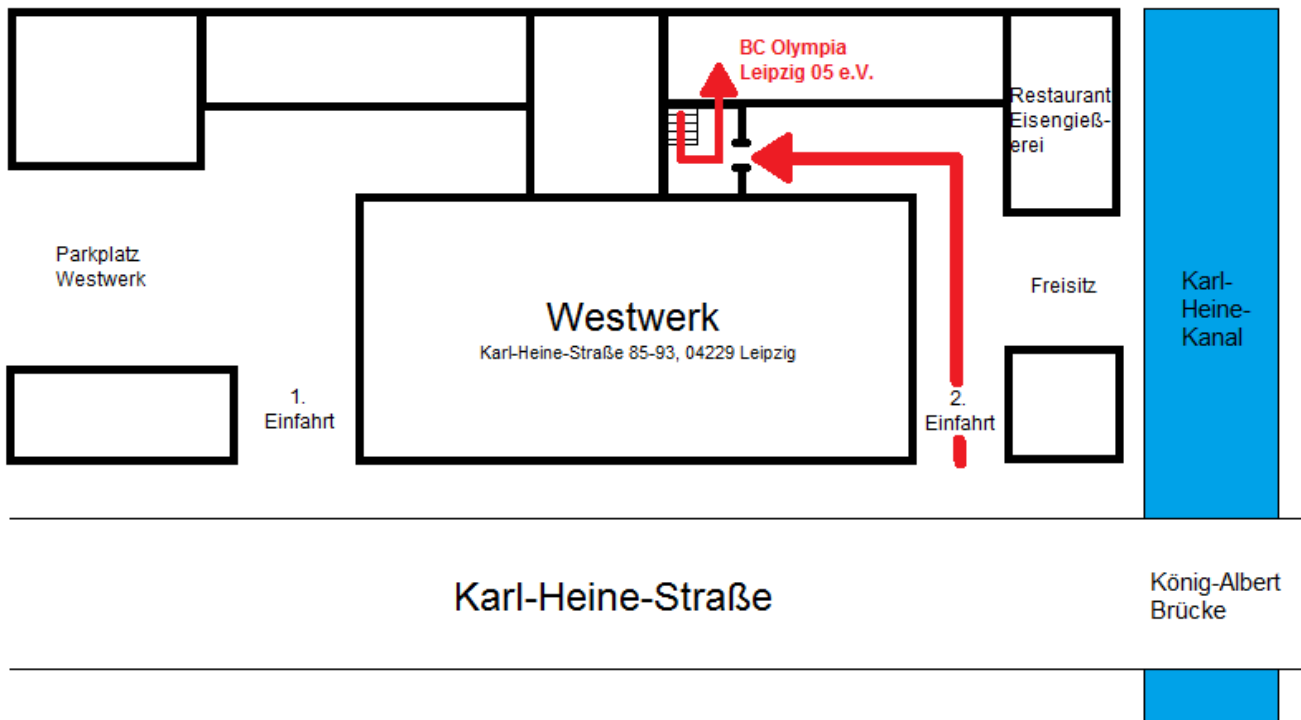 BC Olympia
Leipzig 05 e.V.
Restaurant
Eisengieß-
erei
Parkplatz
Westwerk
Westwerk
Karl-Heine-Straße 85-93, 04229 Leipzig
Freisitz
Karl-
Heine-
Kanal
1.
Einfahrt
2.
Einfahrt
Karl-Heine-Straße
König-Albert
Brücke